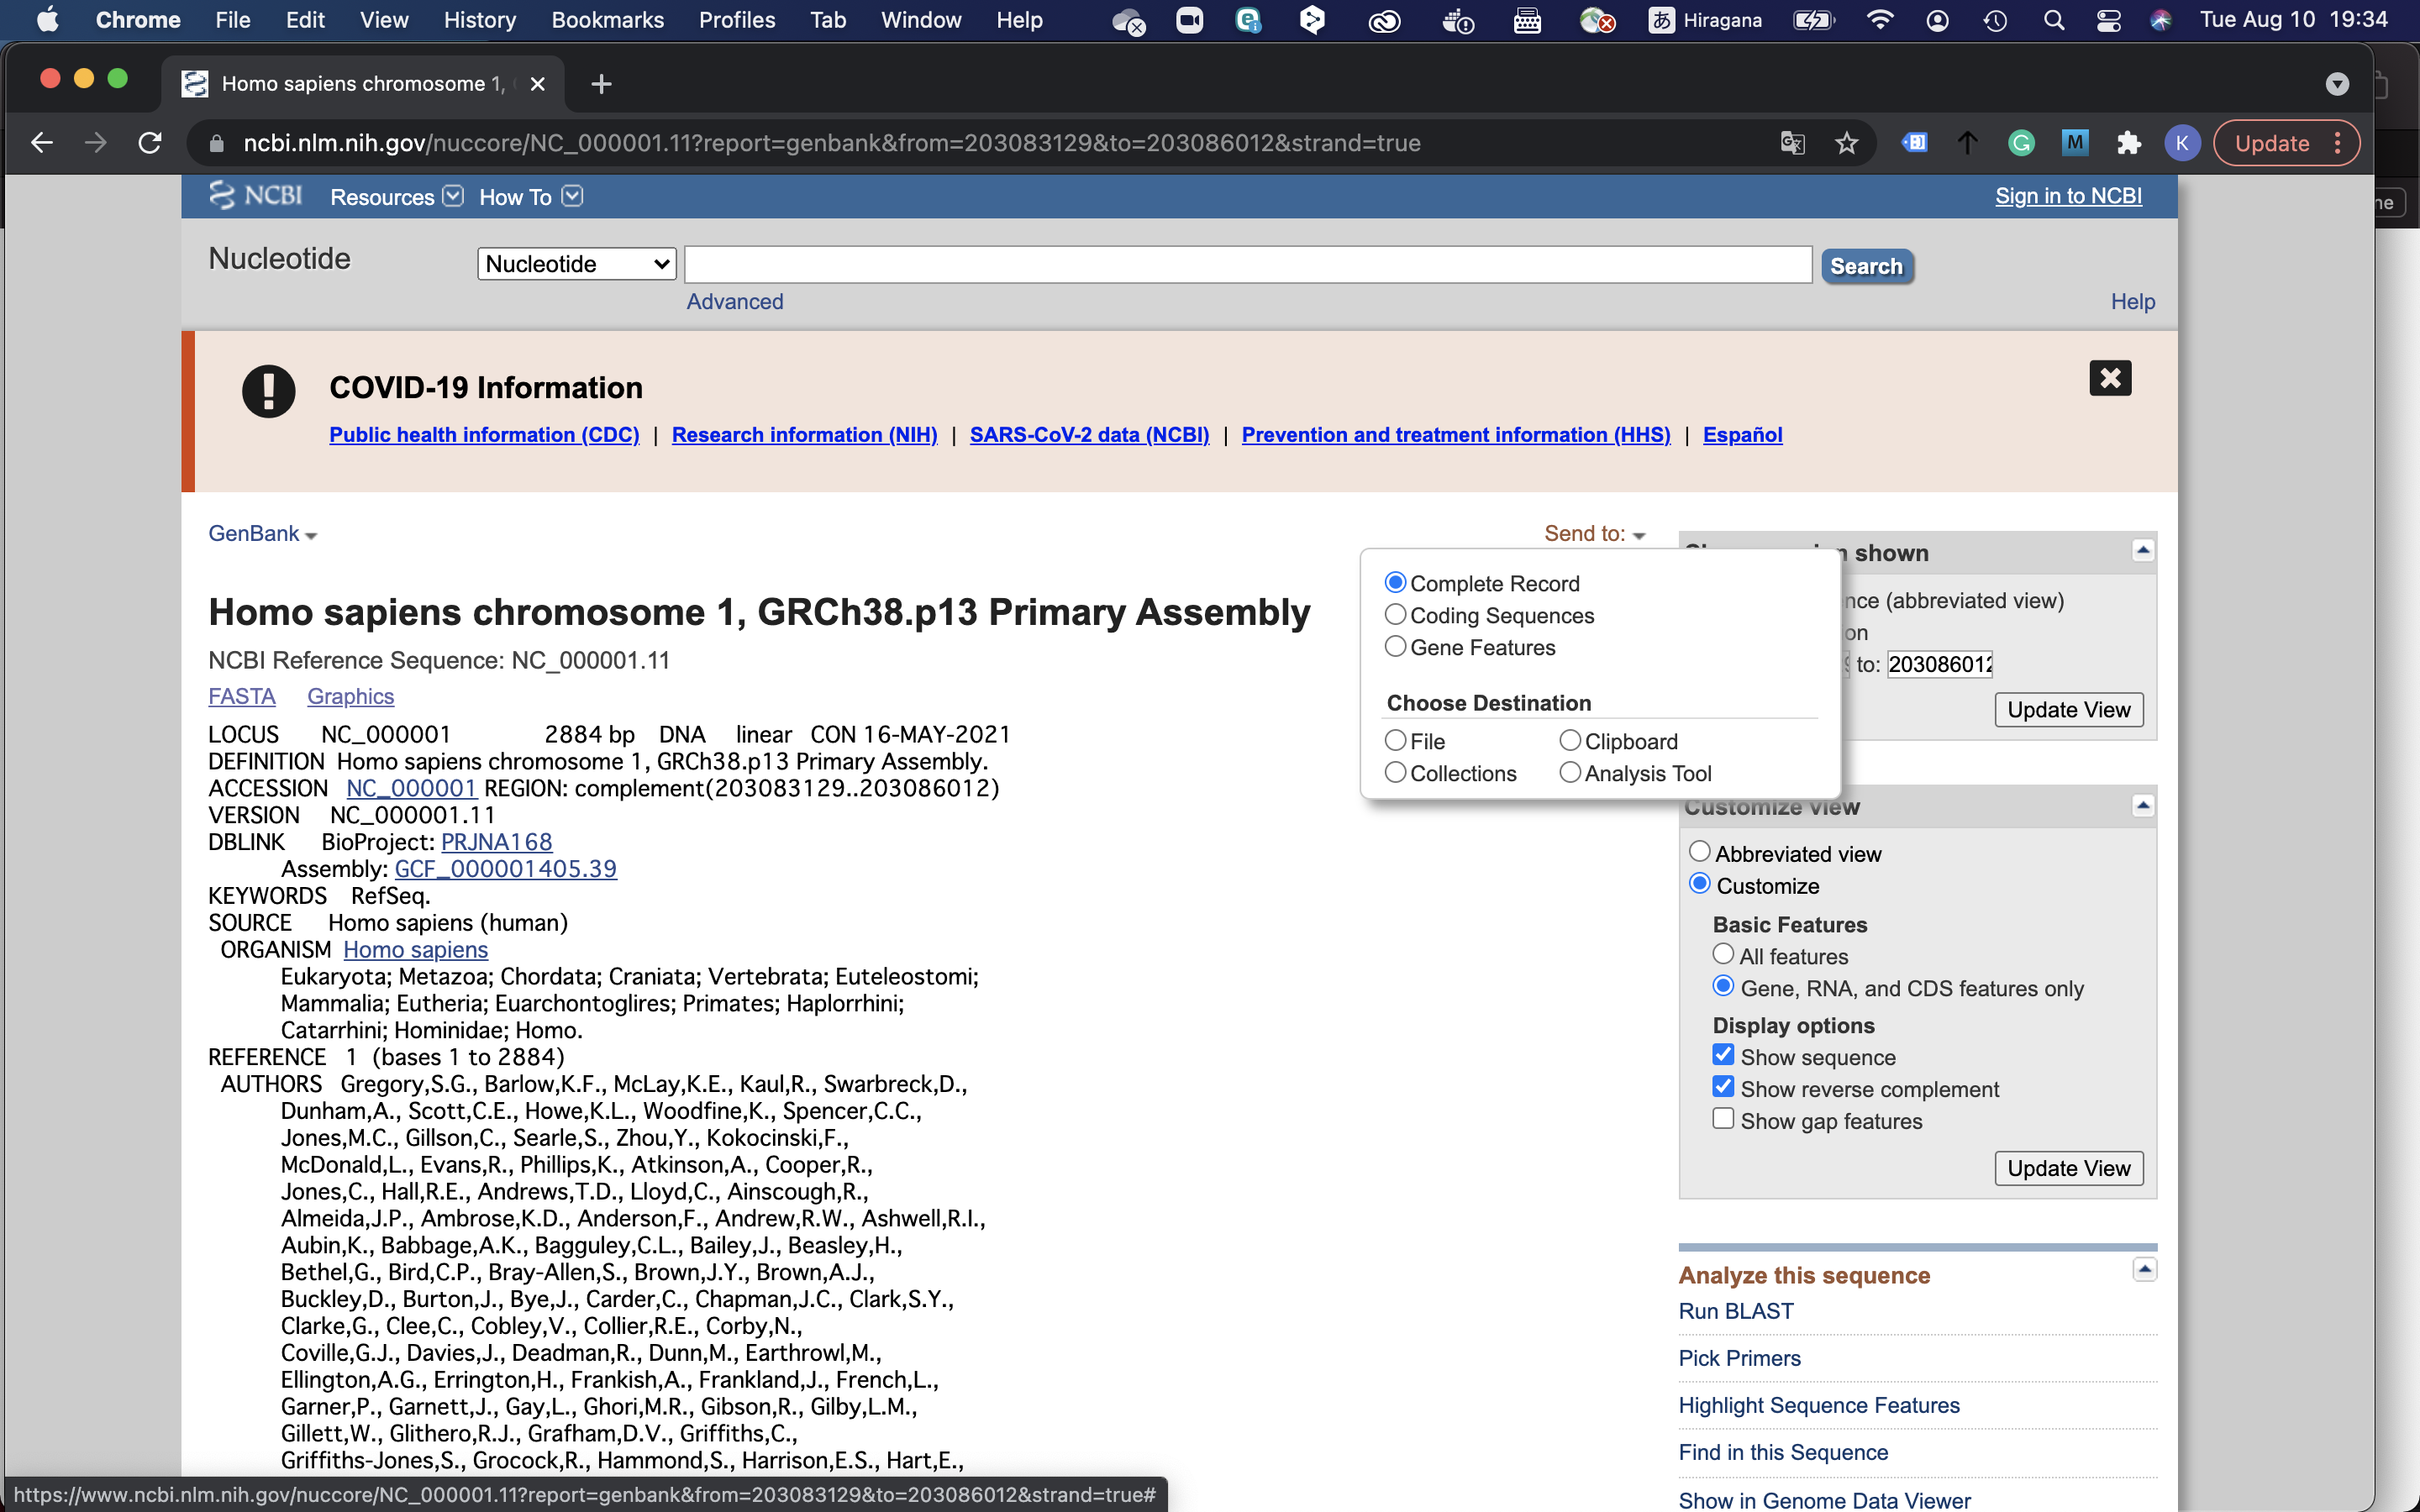 Chrome File Edit View History Bookmarks Profiles Tab Window Help あ Hiragana Tue Aug 10 19:34
Homo sapiens chromosome 1,
ncbi.nlm.nih.gov/nuccore/NC_000001.11?report=genbank&from=203083129&to=203086012&strand=true M K Update
NCBI Resources How To Sign in to NCBI
Nucleotide Nucleotide Search
Advanced Help
COVID-19 Information
Public health information (CDC) | Research information (NIH) | SARS-CoV-2 data (NCBI) | Prevention and treatment information (HHS) | Español
GenBank Send to:
shown
Complete Record
Coding Sequences
Gene Features
Choose Destination
File Clipboard
Collections Analysis Tool
(abbreviated view)
to: 203086012
Update View
Homo sapiens chromosome 1, GRCh38.p13 Primary Assembly
NCBI Reference Sequence: NC_000001.11
FASTA Graphics
LOCUS NC_000001 2884 bp DNA linear CON 16-MAY-2021
DEFINITION Homo sapiens chromosome 1, GRCh38.p13 Primary Assembly.
ACCESSION NC_000001 REGION: complement(203083129..203086012)
VERSION NC_000001.11
DBLINK BioProject: PRJNA168
Assembly: GCF_000001405.39
KEYWORDS RefSeq.
SOURCE Homo sapiens (human)
ORGANISM Homo sapiens
Eukaryota; Metazoa; Chordata; Craniata; Vertebrata; Euteleostomi;
Mammalia; Eutheria; Euarchontoglires; Primates; Haplorrhini;
Catarrhini; Hominidae; Homo.
REFERENCE 1 (bases 1 to 2884)
AUTHORS Gregory,S.G., Barlow,K.F., McLay,K.E., Kaul,R., Swarbreck,D.,
Dunham,A., Scott,C.E., Howe,K.L., Woodfine,K., Spencer,C.C.,
Jones,M.C., Gillson,C., Searle,S., Zhou,Y., Kokocinski,F.,
McDonald,L., Evans,R., Phillips,K., Atkinson,A., Cooper,R.,
Jones,C., Hall,R.E., Andrews,T.D., Lloyd,C., Ainscough,R.,
Almeida,J.P., Ambrose,K.D., Anderson,F., Andrew,R.W., Ashwell,R.I.,
Aubin,K., Babbage,A.K., Bagguley,C.L., Bailey,J., Beasley,H.,
Bethel,G., Bird,C.P., Bray-Allen,S., Brown,J.Y., Brown,A.J.,
Buckley,D., Burton,J., Bye,J., Carder,C., Chapman,J.C., Clark,S.Y.,
Clarke,G., Clee,C., Cobley,V., Collier,R.E., Corby,N.,
Coville,G.J., Davies,J., Deadman,R., Dunn,M., Earthrowl,M.,
Ellington,A.G., Errington,H., Frankish,A., Frankland,J., French,L.,
Garner,P., Garnett,J., Gay,L., Ghori,M.R., Gibson,R., Gilby,L.M.,
Gillett,W., Glithero,R.J., Grafham,D.V., Griffiths,C.,
Griffiths-Jones,S., Grocock,R., Hammond,S., Harrison,E.S., Hart,E.,
Customize view
Abbreviated view
Customize
Basic Features
All features
Gene, RNA, and CDS features only
Display options
Show sequence
Show reverse complement
Show gap features
Update View
Analyze this sequence
Run BLAST
Pick Primers
Highlight Sequence Features
Find in this Sequence
Show in Genome Data Viewer
https://www.ncbi.nlm.nih.gov/nuccore/NC_000001.11?report=genbank&from=203083129&to=203086012&strand=true#